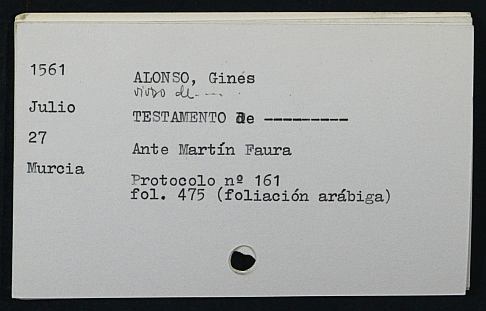 1561
ALONSO, Ginés
viudo de ---
Julio
TESTAMENTO de ---------
27
Ante Martín Faura
Murcia
Protocolo nº 161
fol. 475 (foliación arábiga)